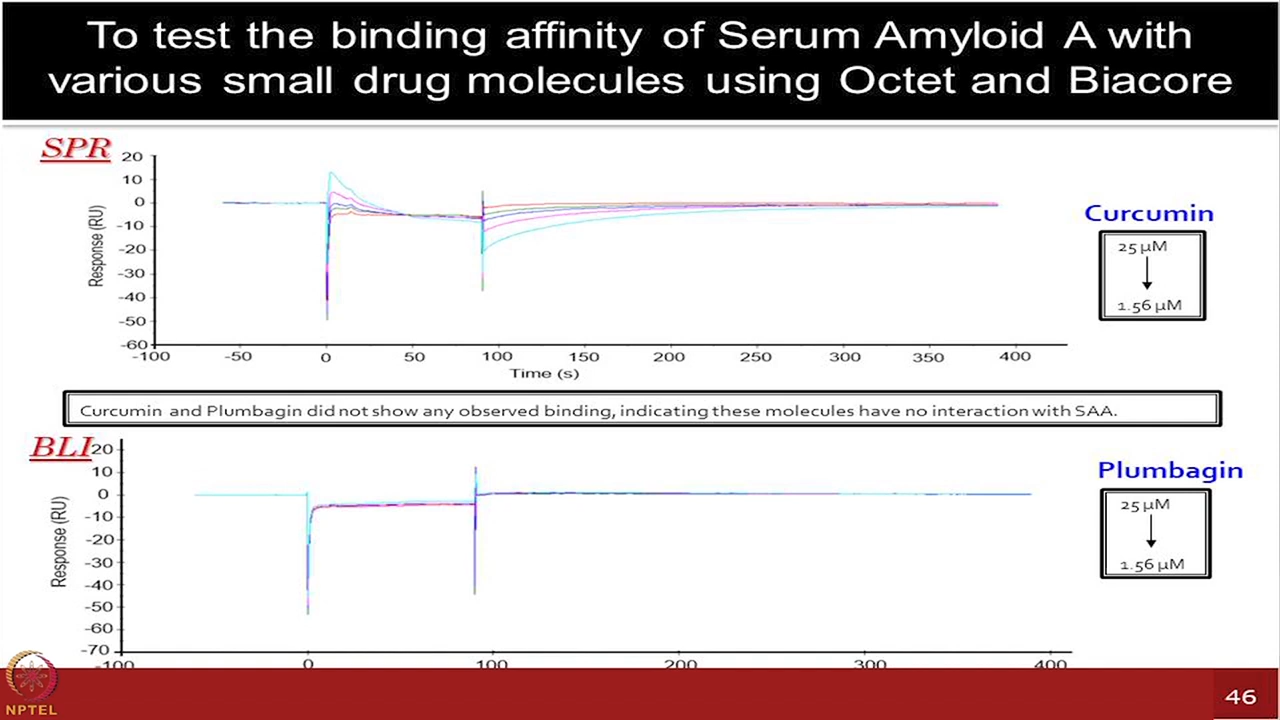 To test the binding affinity of Serum Amyloid A with
various small drug molecules using Octet and Biacore
SPR
20
10
0
-10
-20
-30
-40
-50
-60
Response (RU)
-100 -50 0 50 100 150 200 250 300 350 400
Time (s)
Curcumin
25 µM
1.56 µM
Curcumin and Plumbagin did not show any observed binding, indicating these molecules have no interaction with SAA.
BLI
20
10
0
-10
-20
-30
-40
-50
-60
-70
Response (RU)
-100 0 100 200 300 400
Plumbagin
25 µM
1.56 µM
NPTEL
46